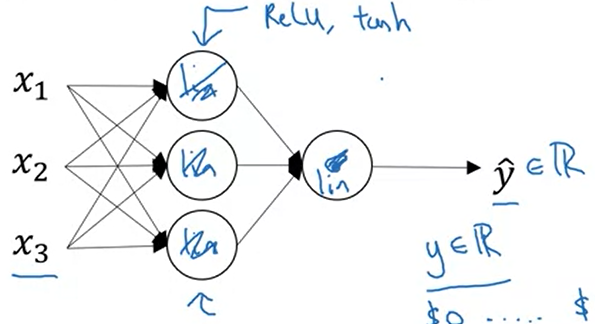 ReLU, tanh
x₁
x₂
x₃
lin
ŷ ∈ ℝ
y ∈ ℝ
$0 ..... $